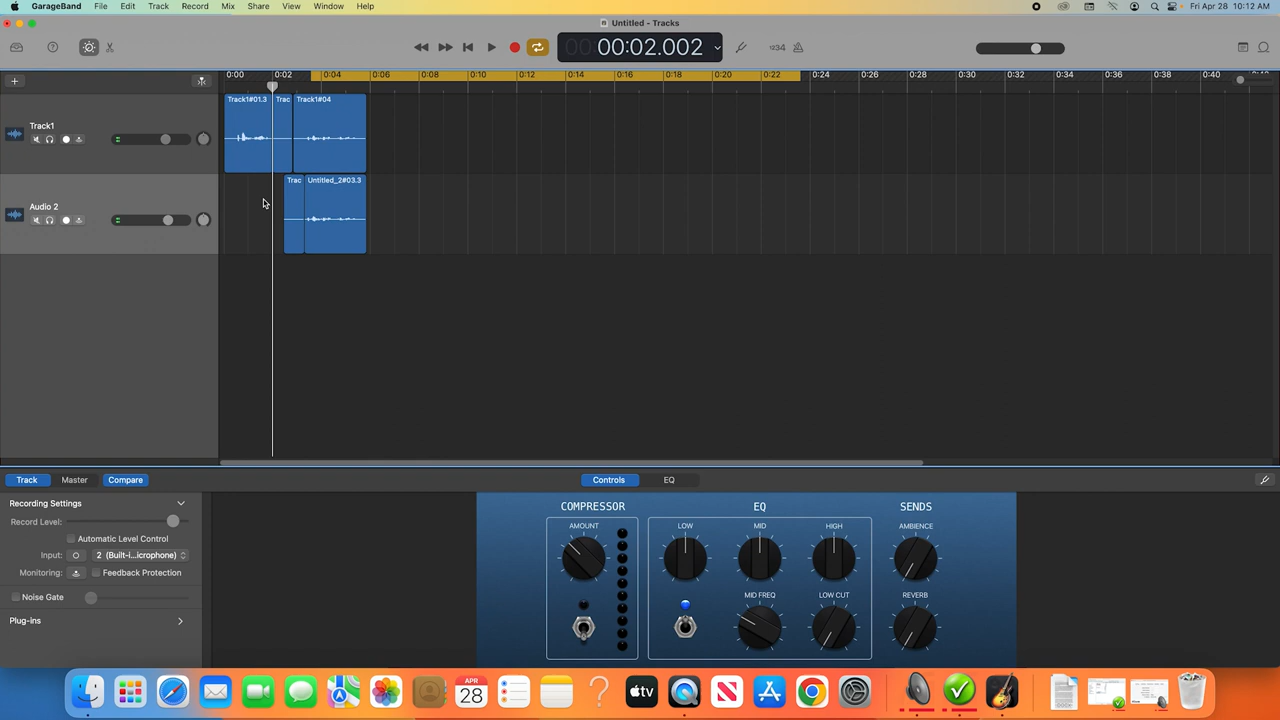 GarageBand File Edit Track Record Mix Share View Window Help Fri Apr 28 10:12 AM
Untitled - Tracks
00:02.002 1234
0:00 0:02 0:04 0:06 0:08 0:10 0:12 0:14 0:16 0:18 0:20 0:22 0:24 0:26 0:28 0:30 0:32 0:34 0:36 0:38 0:40
Track1#01.3 Trac Track1#04
Track1
Trac Untitled_2#03.3
Audio 2
Track Master Compare Controls EQ
Recording Settings
Record Level:
Automatic Level Control
Input: 2 (Built-i...icrophone)
Monitoring: Feedback Protection
Noise Gate
Plug-ins
COMPRESSOR EQ SENDS
AMOUNT LOW MID HIGH AMBIENCE
MID FREQ LOW CUT REVERB
APR
28
tv